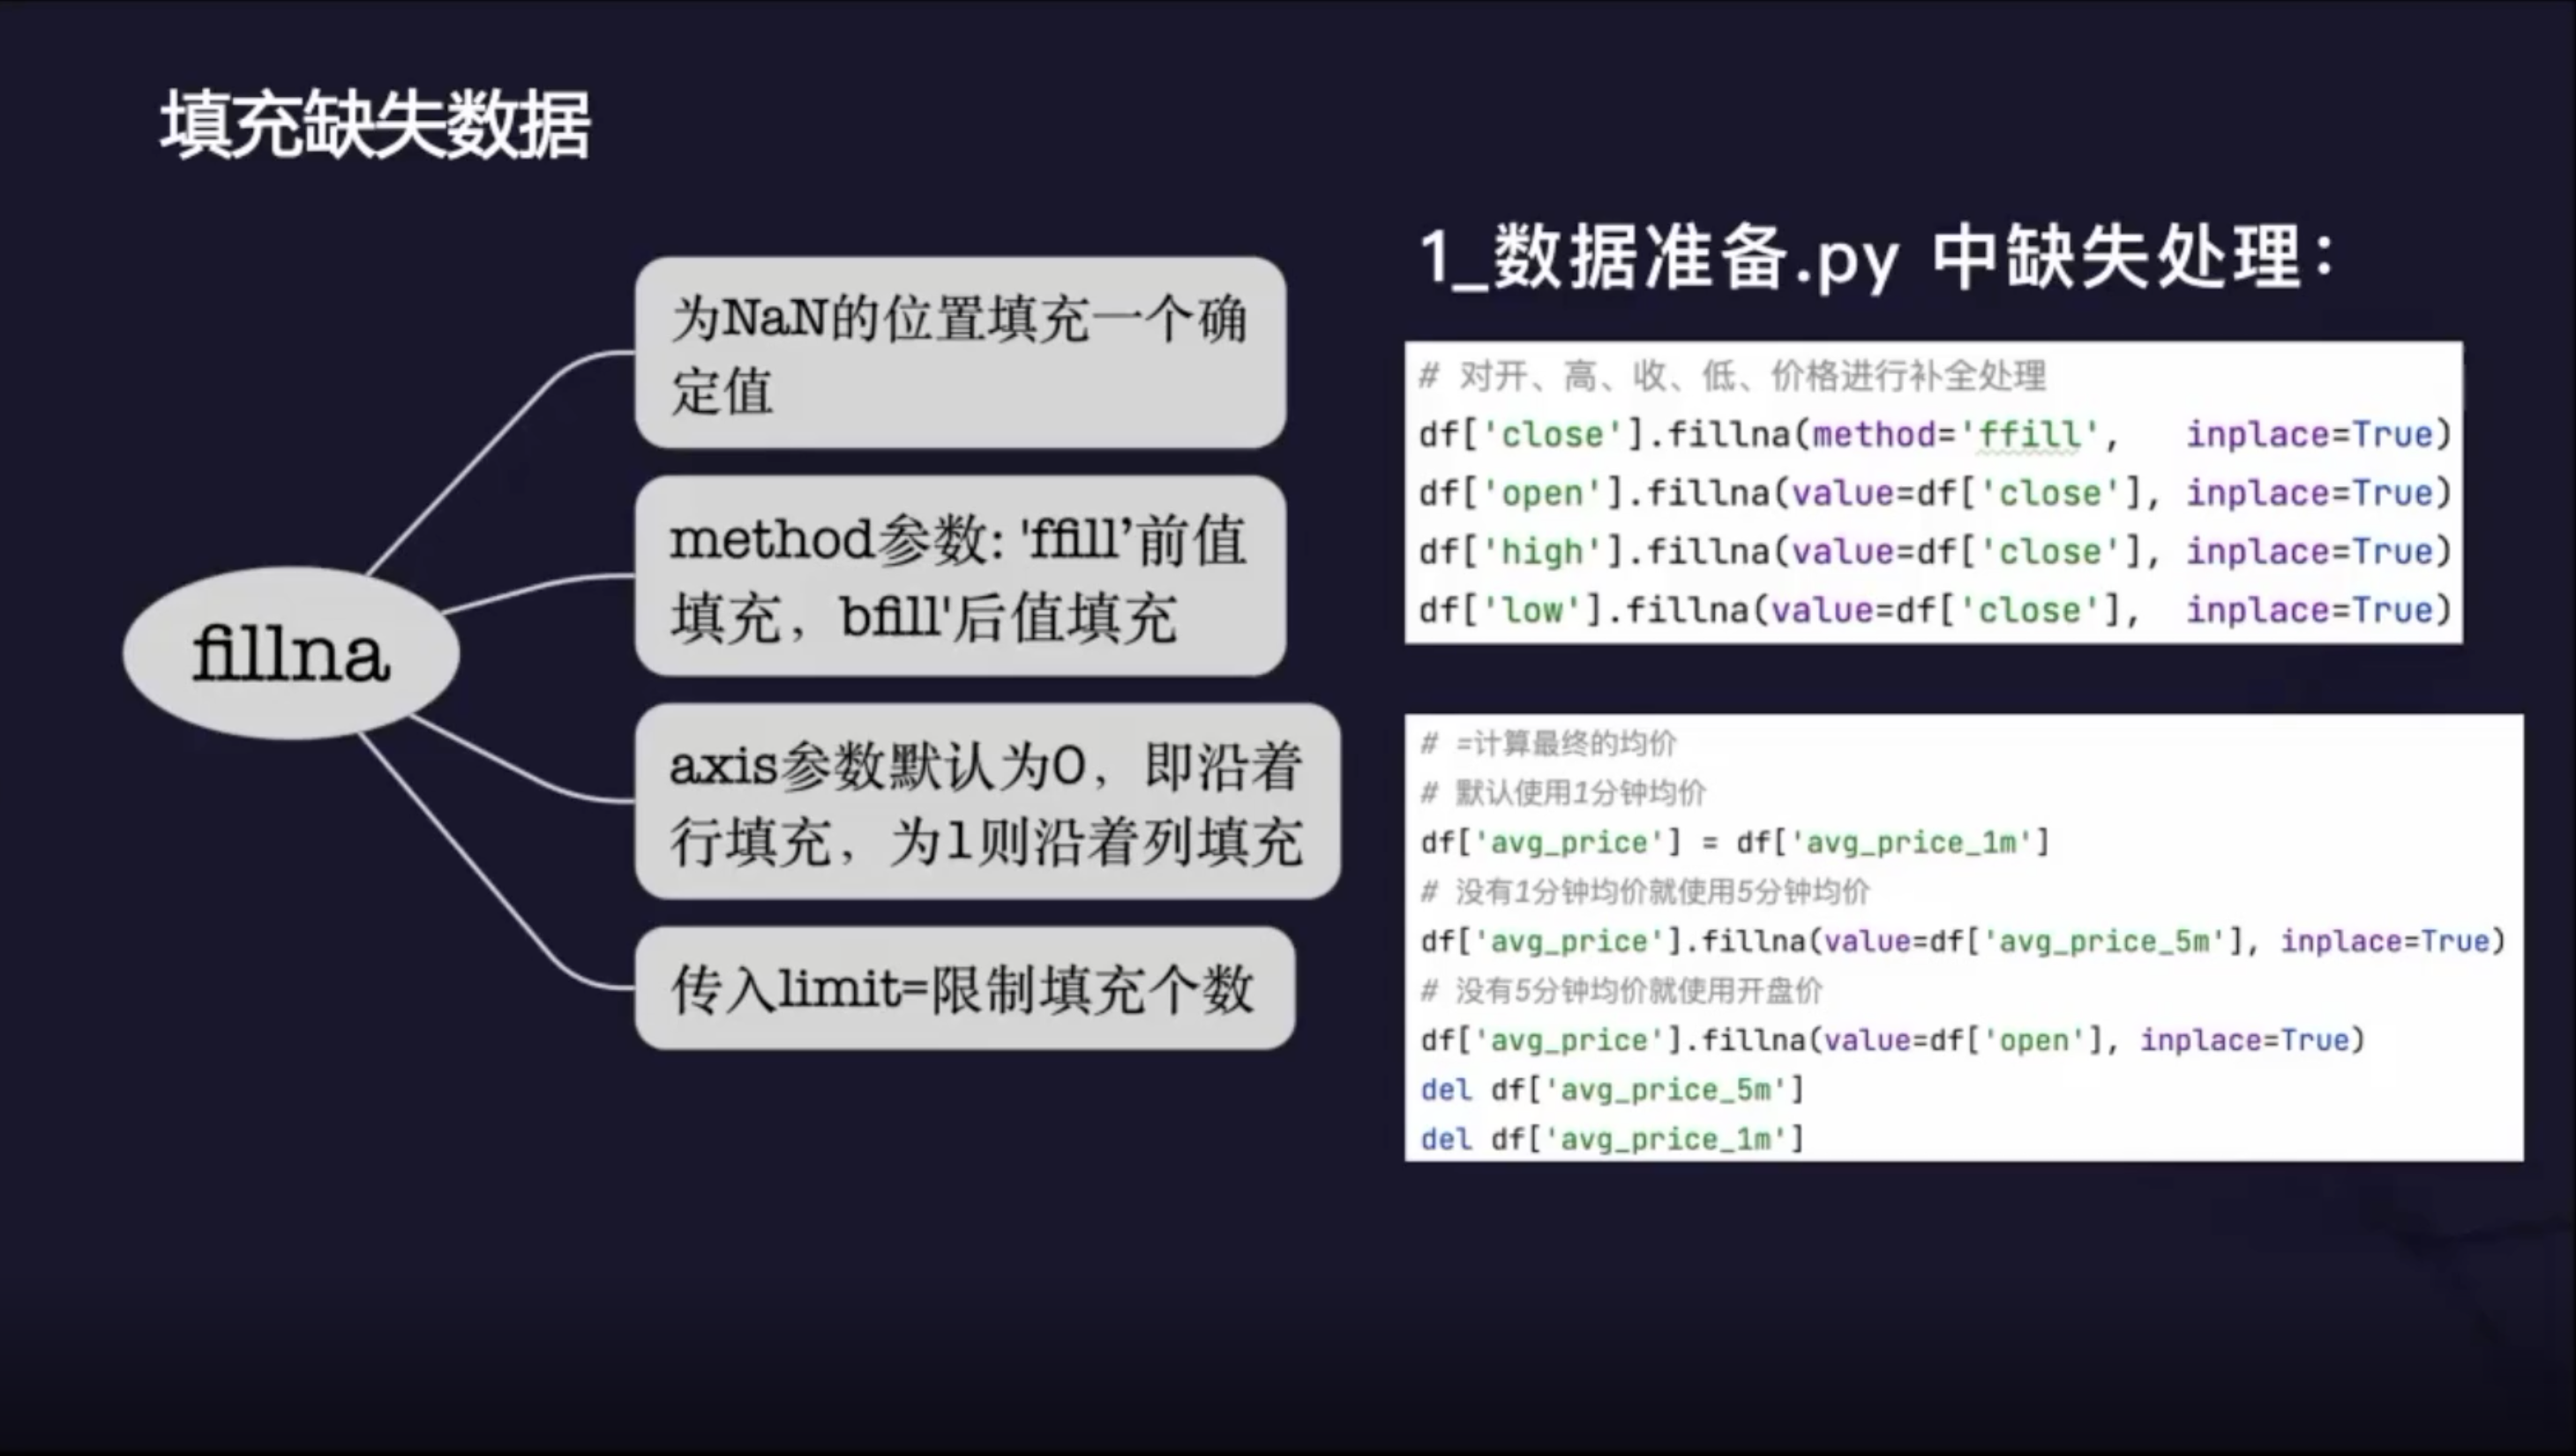 填充缺失数据
fillna
为NaN的位置填充一个确
定值
method参数: 'ffill’前值
填充，bfill'后值填充
axis参数默认为0，即沿着
行填充，为1则沿着列填充
传入limit=限制填充个数
1_数据准备.py 中缺失处理：
# 对开、高、收、低、价格进行补全处理
df['close'].fillna(method='ffill',   inplace=True)
df['open'].fillna(value=df['close'], inplace=True)
df['high'].fillna(value=df['close'], inplace=True)
df['low'].fillna(value=df['close'],  inplace=True)
# =计算最终的均价
# 默认使用1分钟均价
df['avg_price'] = df['avg_price_1m']
# 没有1分钟均价就使用5分钟均价
df['avg_price'].fillna(value=df['avg_price_5m'], inplace=True)
# 没有5分钟均价就使用开盘价
df['avg_price'].fillna(value=df['open'], inplace=True)
del df['avg_price_5m']
del df['avg_price_1m']